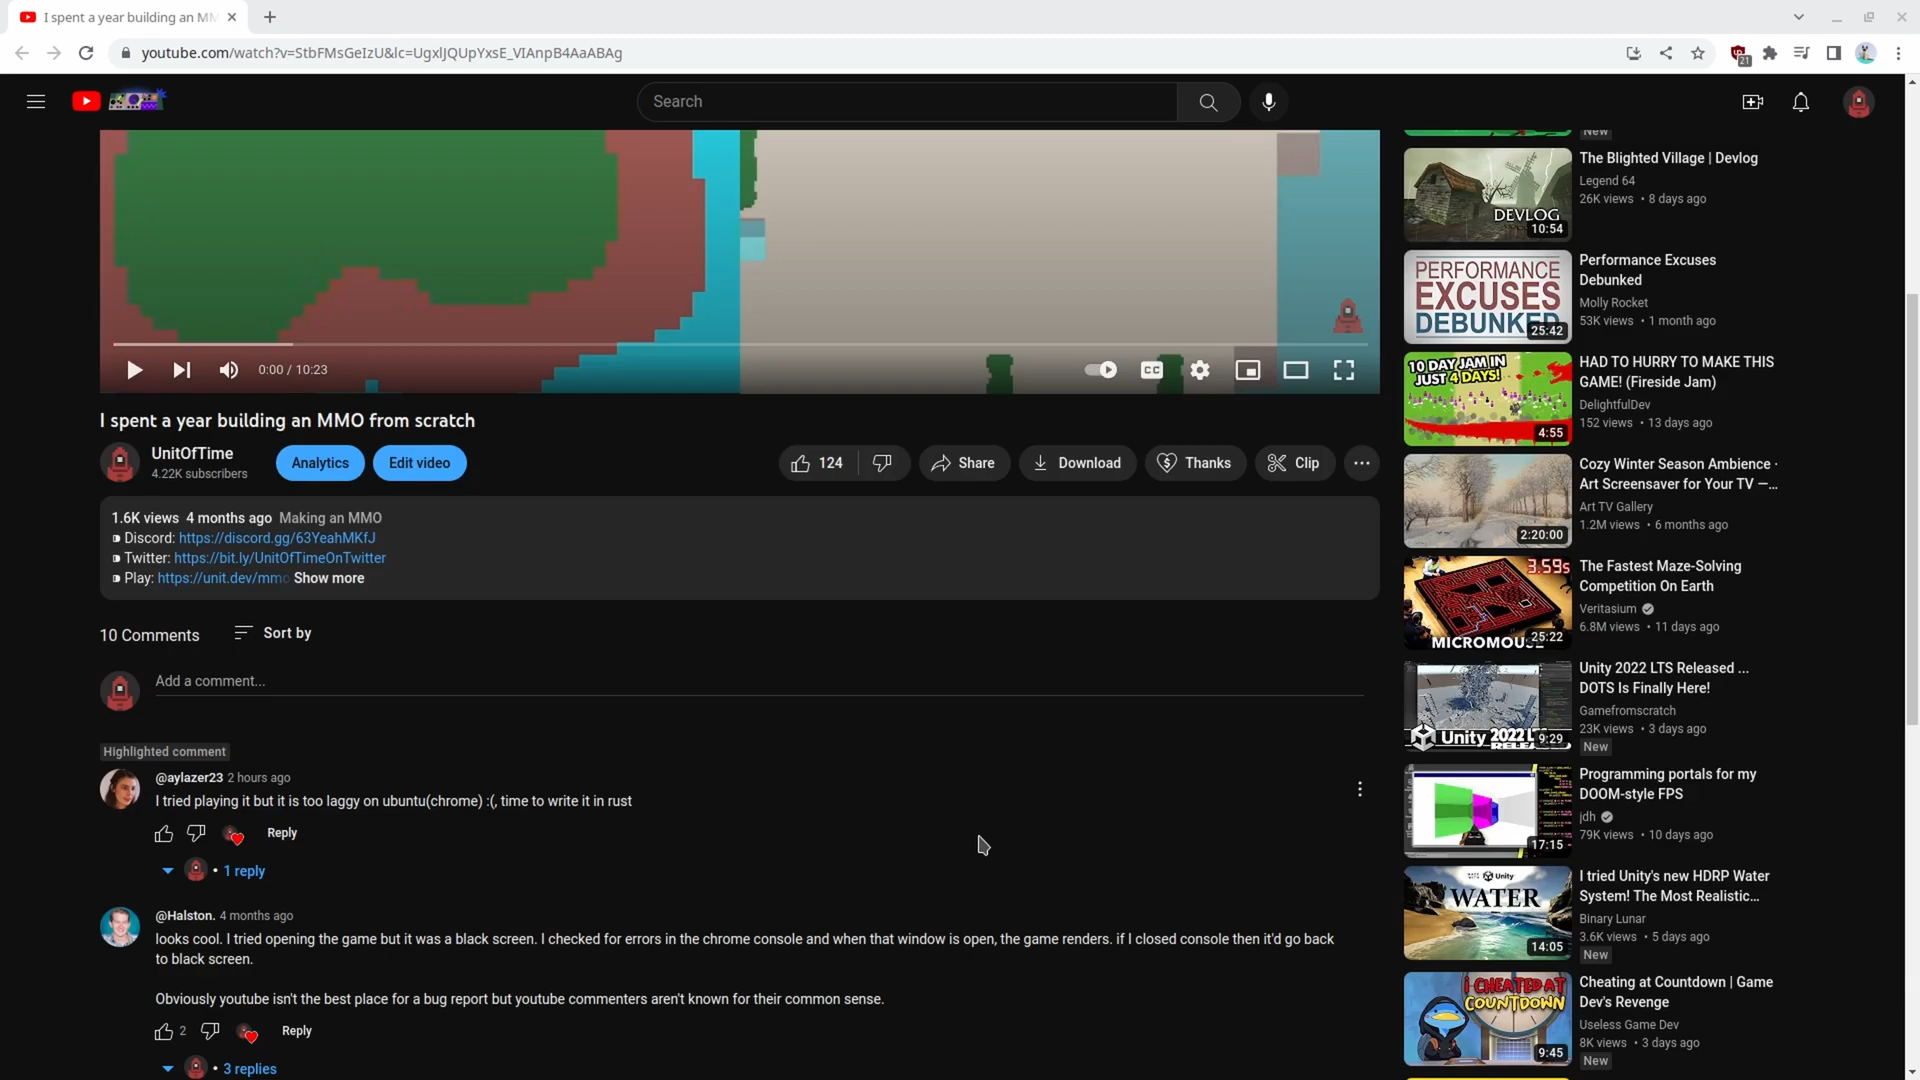 I spent a year building an MM
youtube.com/watch?v=StbFMsGeIzU&lc=UgxlJQUpYxsE_VIAnpB4AaABAg
21
Search
0:00 / 10:23
CC
I spent a year building an MMO from scratch
UnitOfTime
4.22K subscribers
Analytics
Edit video
124
Share
Download
Thanks
Clip
1.6K views 4 months ago Making an MMO
Discord: https://discord.gg/63YeahMKfJ
Twitter: https://bit.ly/UnitOfTimeOnTwitter
Play: https://unit.dev/mmo Show more
10 Comments
Sort by
Add a comment...
Highlighted comment
@aylazer23 2 hours ago
I tried playing it but it is too laggy on ubuntu(chrome) :(, time to write it in rust
Reply
• 1 reply
@Halston. 4 months ago
looks cool. I tried opening the game but it was a black screen. I checked for errors in the chrome console and when that window is open, the game renders. if I closed console then it'd go back
to black screen.
Obviously youtube isn't the best place for a bug report but youtube commenters aren't known for their common sense.
2
Reply
• 3 replies
New
DEVLOG
10:54
The Blighted Village | Devlog
Legend 64
26K views • 8 days ago
PERFORMANCE
EXCUSES
DEBUNKED
25:42
Performance Excuses
Debunked
Molly Rocket
53K views • 1 month ago
10 DAY JAM IN
JUST 4 DAYS!
4:55
HAD TO HURRY TO MAKE THIS
GAME! (Fireside Jam)
DelightfulDev
152 views • 13 days ago
2:20:00
Cozy Winter Season Ambience ·
Art Screensaver for Your TV —...
Art TV Gallery
1.2M views • 6 months ago
3.59s
MICROMOUSE
25:22
The Fastest Maze-Solving
Competition On Earth
Veritasium
6.8M views • 11 days ago
Unity 2022 LTS
RELEASED
9:29
Unity 2022 LTS Released ...
DOTS Is Finally Here!
Gamefromscratch
23K views • 3 days ago
New
17:15
Programming portals for my
DOOM-style FPS
jdh
79K views • 10 days ago
Unity
WATER
14:05
I tried Unity's new HDRP Water
System! The Most Realistic...
Binary Lunar
3.6K views • 5 days ago
New
I CHEATED AT
COUNTDOWN
9:45
Cheating at Countdown | Game
Dev's Revenge
Useless Game Dev
8K views • 3 days ago
New